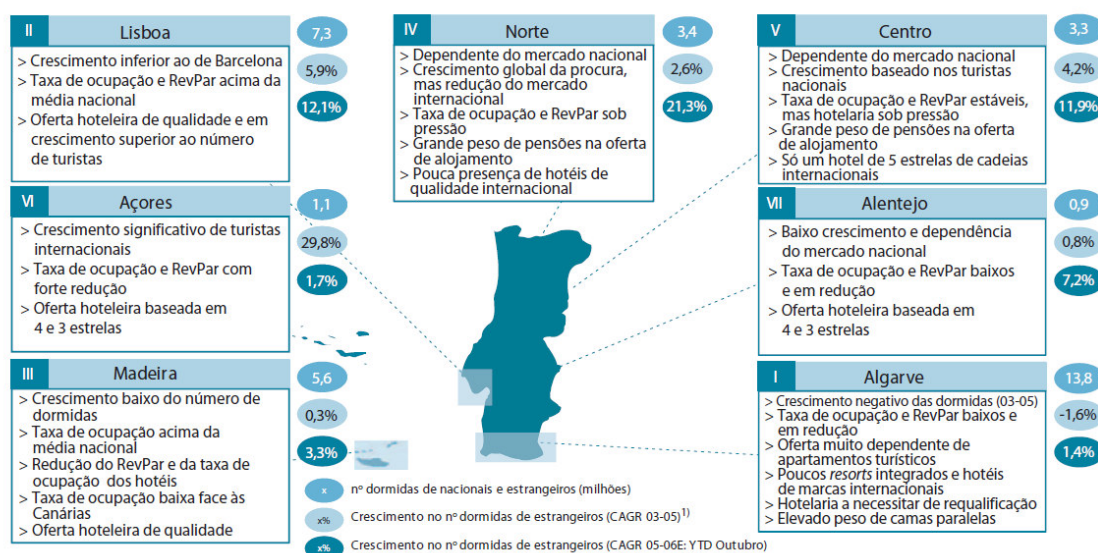 II Lisboa 7,3
> Crescimento inferior ao de Barcelona
> Taxa de ocupação e RevPar acima da
média nacional
> Oferta hoteleira de qualidade e em
crescimento superior ao número
de turistas
5,9%
12,1%
IV Norte 3,4
> Dependente do mercado nacional
> Crescimento global da procura,
mas redução do mercado
internacional
> Taxa de ocupação e RevPar sob
pressão
> Grande peso de pensões na oferta
de alojamento
> Pouca presença de hotéis de
qualidade internacional
2,6%
21,3%
V Centro 3,3
> Dependente do mercado nacional
> Crescimento baseado nos turistas
nacionais
> Taxa de ocupação e RevPar estáveis,
mas hotelaria sob pressão
> Grande peso de pensões na oferta
de alojamento
> Só um hotel de 5 estrelas de cadeias
internacionais
4,2%
11,9%
VI Açores 1,1
> Crescimento significativo de turistas
internacionais
> Taxa de ocupação e RevPar com
forte redução
> Oferta hoteleira baseada em
4 e 3 estrelas
29,8%
1,7%
VII Alentejo 0,9
> Baixo crescimento e dependência
do mercado nacional
> Taxa de ocupação e RevPar baixos
e em redução
> Oferta hoteleira baseada em
4 e 3 estrelas
0,8%
7,2%
III Madeira 5,6
> Crescimento baixo do número de
dormidas
> Taxa de ocupação acima da
média nacional
> Redução do RevPar e da taxa de
ocupação dos hotéis
> Taxa de ocupação baixa face às
Canárias
> Oferta hoteleira de qualidade
0,3%
3,3%
I Algarve 13,8
> Crescimento negativo das dormidas (03-05)
> Taxa de ocupação e RevPar baixos e
em redução
> Oferta muito dependente de
apartamentos turísticos
> Poucos resorts integrados e hotéis
de marcas internacionais
> Hotelaria a necessitar de requalificação
> Elevado peso de camas paralelas
-1,6%
1,4%
x nº dormidas de nacionais e estrangeiros (milhões)
x% Crescimento no nº dormidas de estrangeiros (CAGR 03-05)1)
x% Crescimento no nº dormidas de estrangeiros (CAGR 05-06E: YTD Outubro)